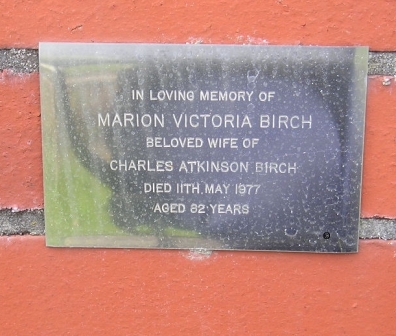 IN LOVING MEMORY OF
MARION VICTORIA BIRCH
BELOVED WIFE OF
CHARLES ATKINSON BIRCH
DIED 11TH MAY 1977
AGED 82 YEARS